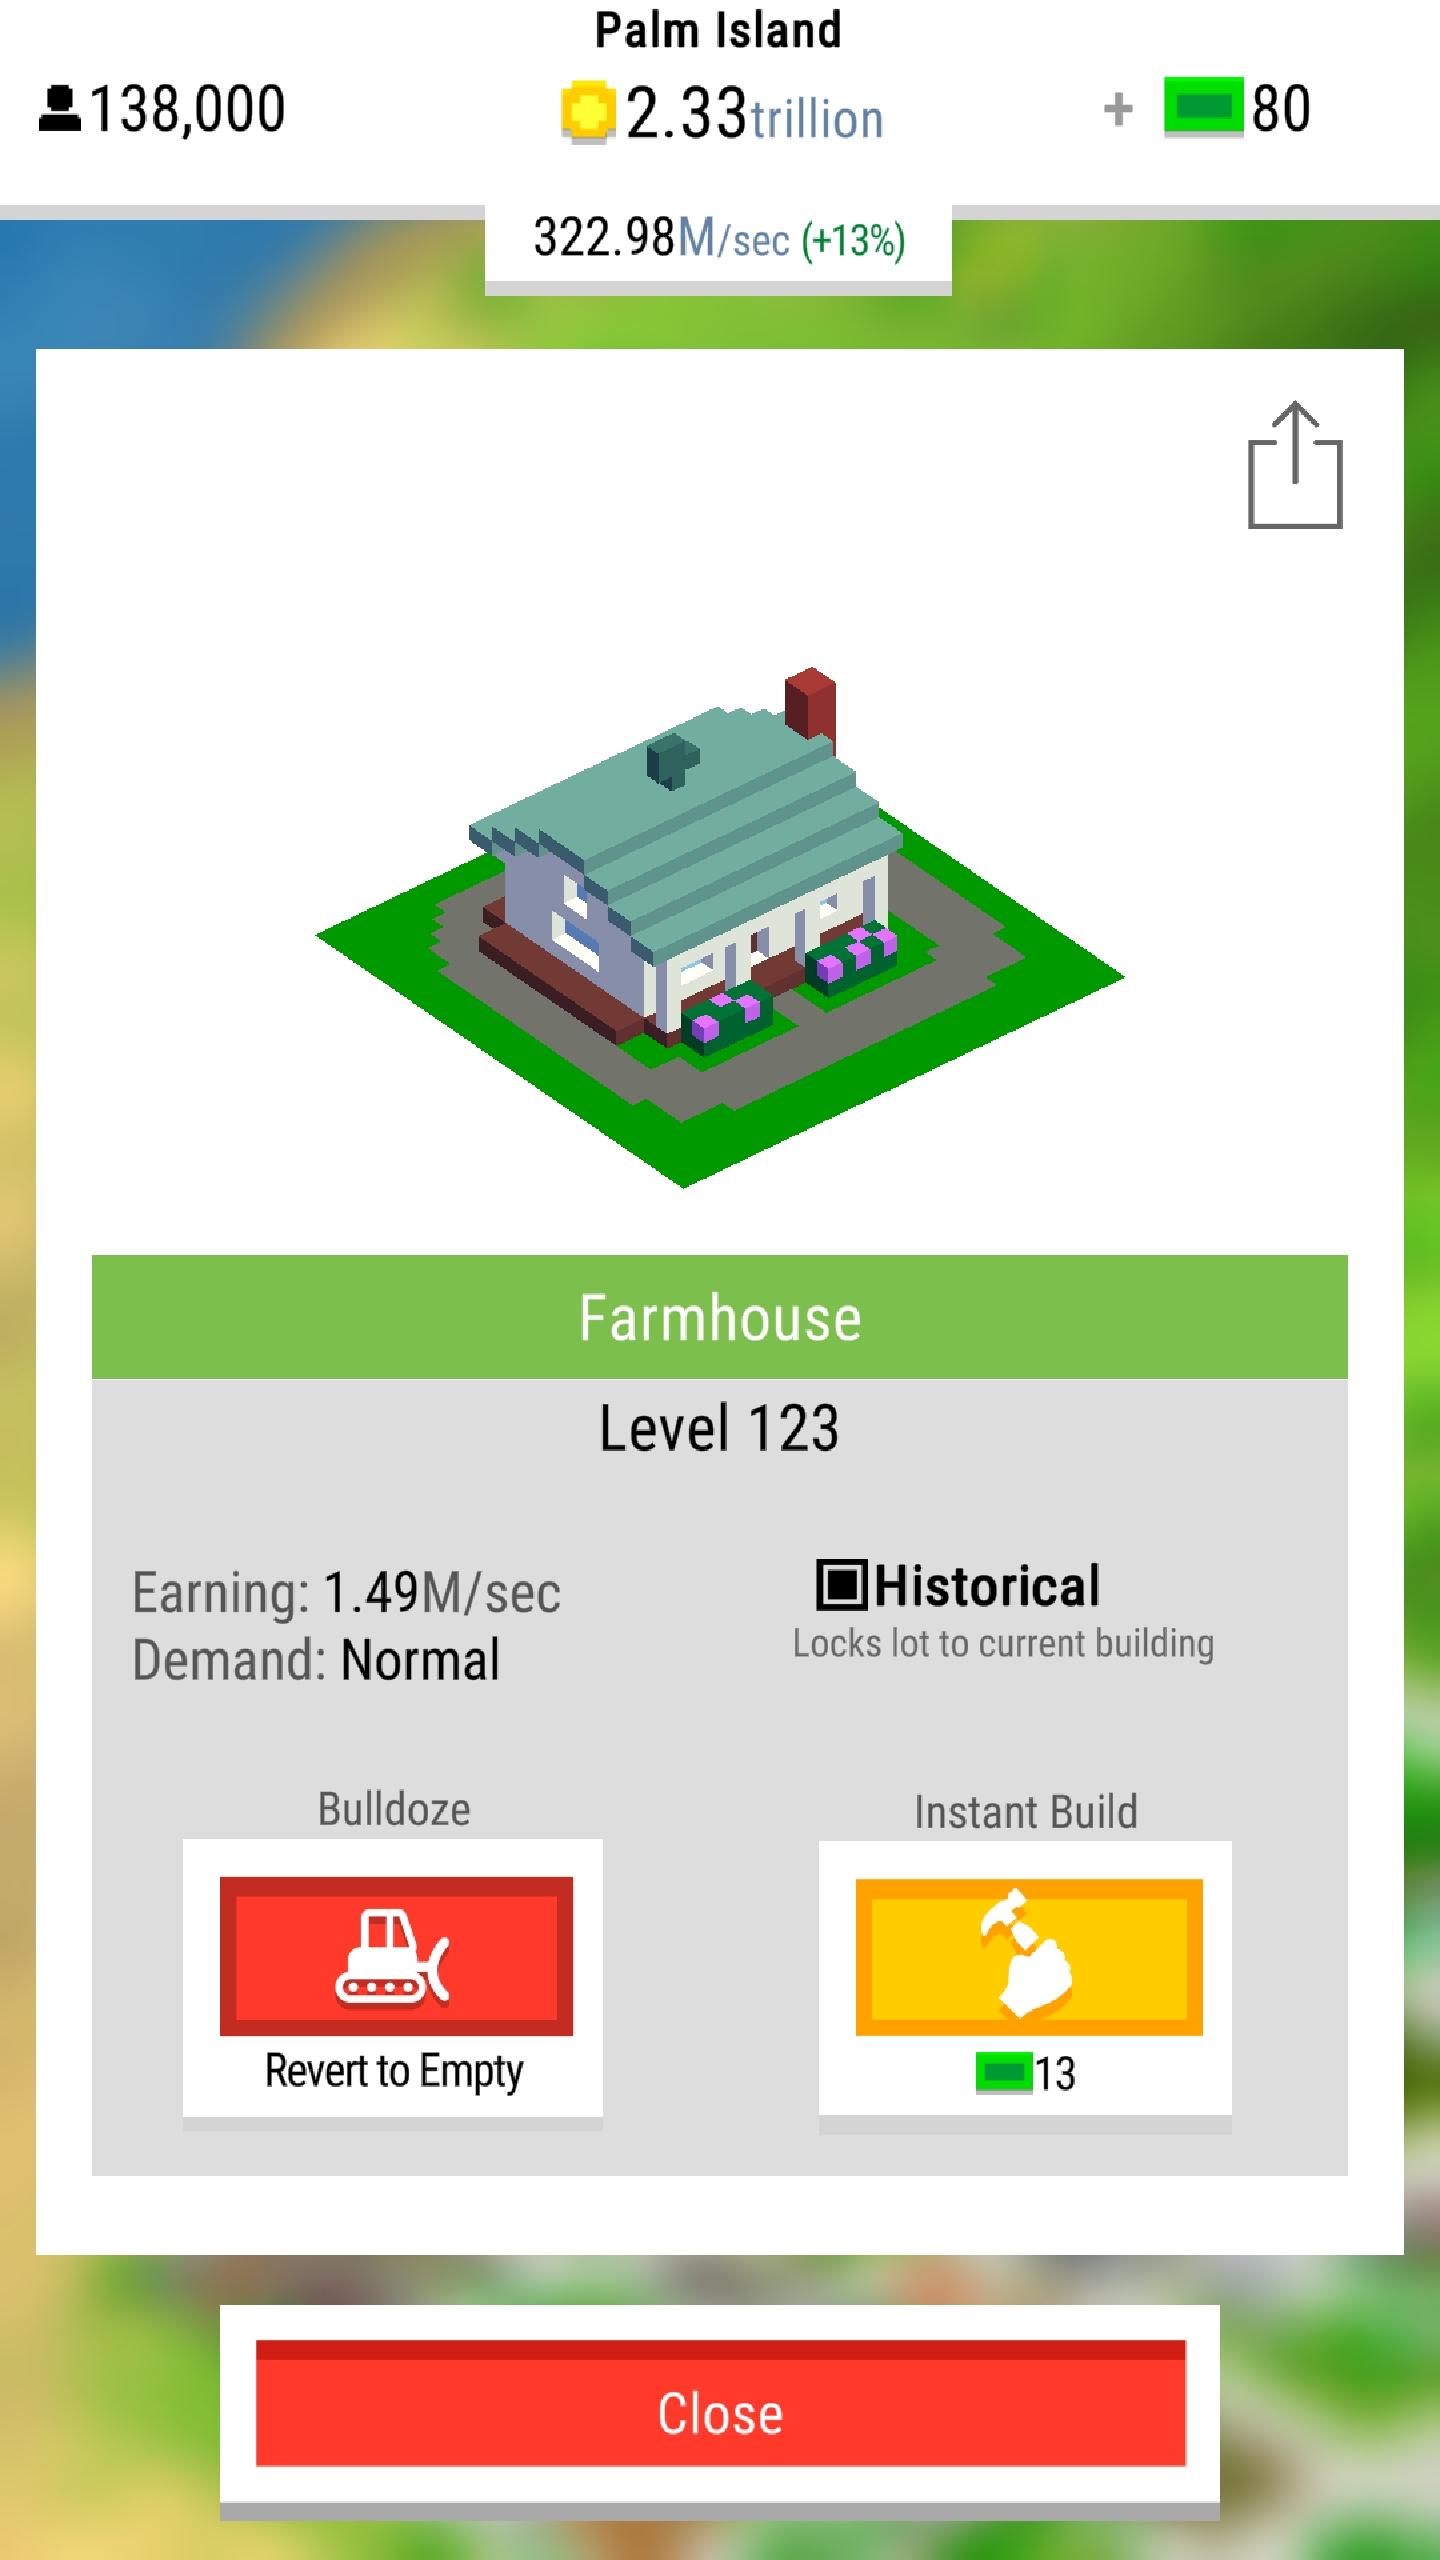 Palm Island
138,000
2.33trillion
+ 80
322.98M/sec (+13%)
Farmhouse
Level 123
Earning: 1.49M/sec
Demand: Normal
Historical
Locks lot to current building
Bulldoze
Revert to Empty
Instant Build
13
Close